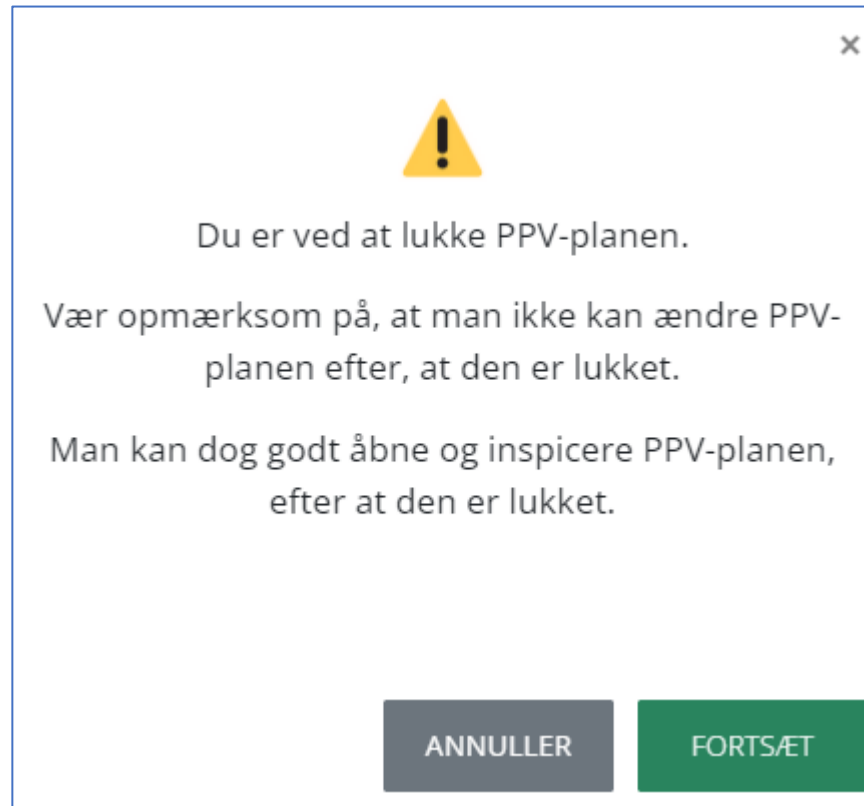 ×
Du er ved at lukke PPV-planen.
Vær opmærksom på, at man ikke kan ændre PPV-
planen efter, at den er lukket.
Man kan dog godt åbne og inspicere PPV-planen,
efter at den er lukket.
ANNULLER
FORTSÆT